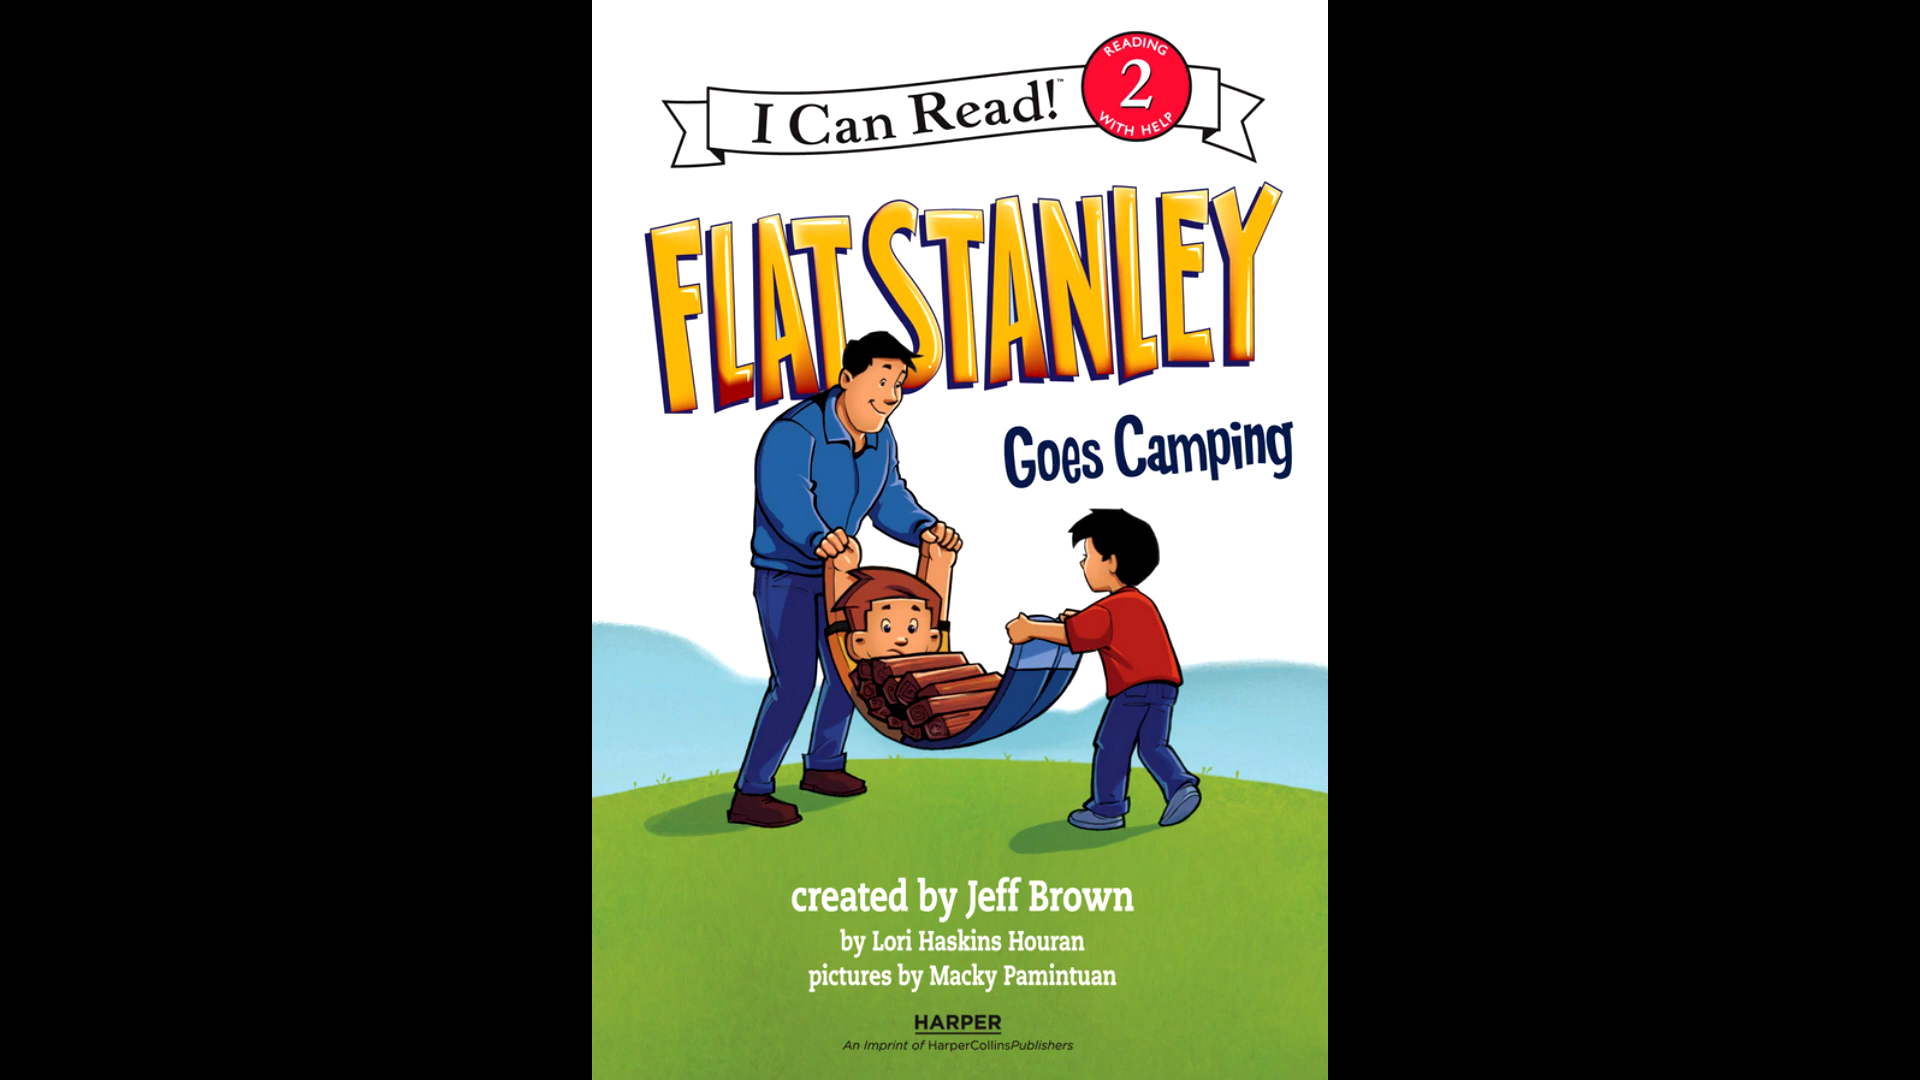 I Can Read!™
READING
2
WITH HELP
FLAT STANLEY
Goes Camping
created by Jeff Brown
by Lori Haskins Houran
pictures by Macky Pamintuan
HARPER
An Imprint of HarperCollinsPublishers